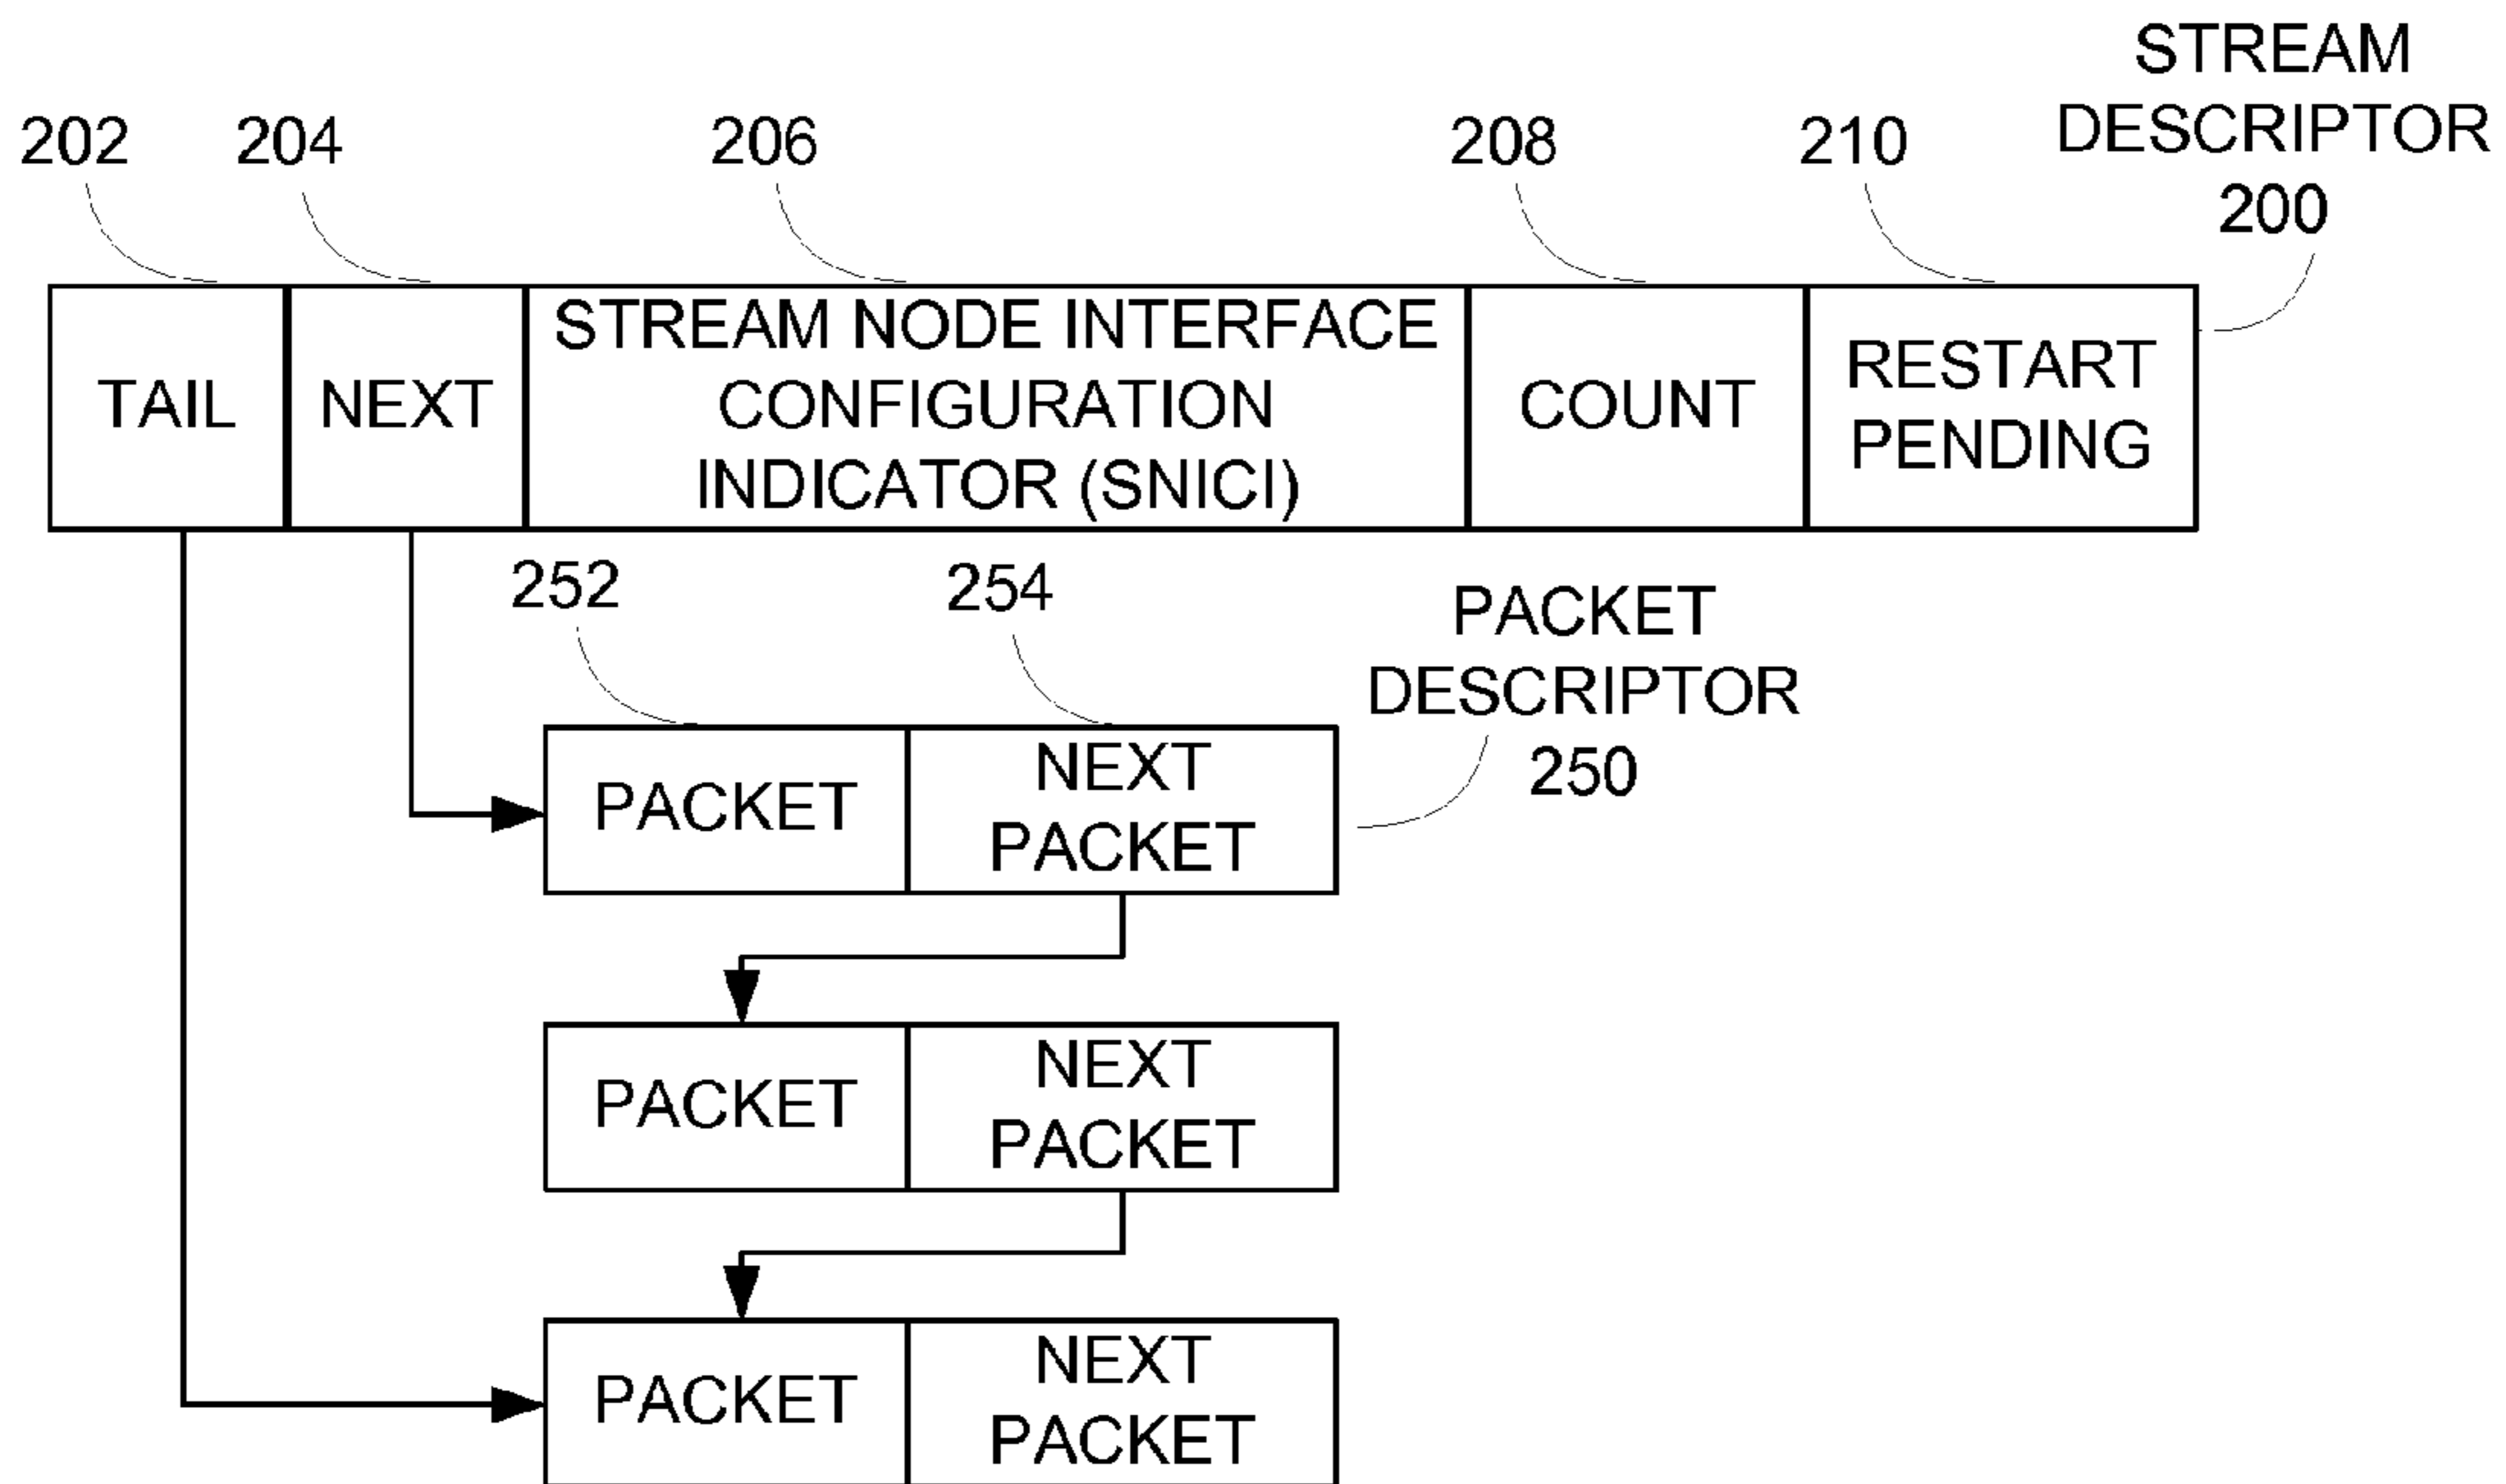 STREAM
DESCRIPTOR
200
202 204 206 208 210
TAIL
NEXT
STREAM NODE INTERFACE
CONFIGURATION
INDICATOR (SNICI)
COUNT
RESTART
PENDING
252 254
PACKET
DESCRIPTOR
250
PACKET
NEXT
PACKET
PACKET
NEXT
PACKET
PACKET
NEXT
PACKET